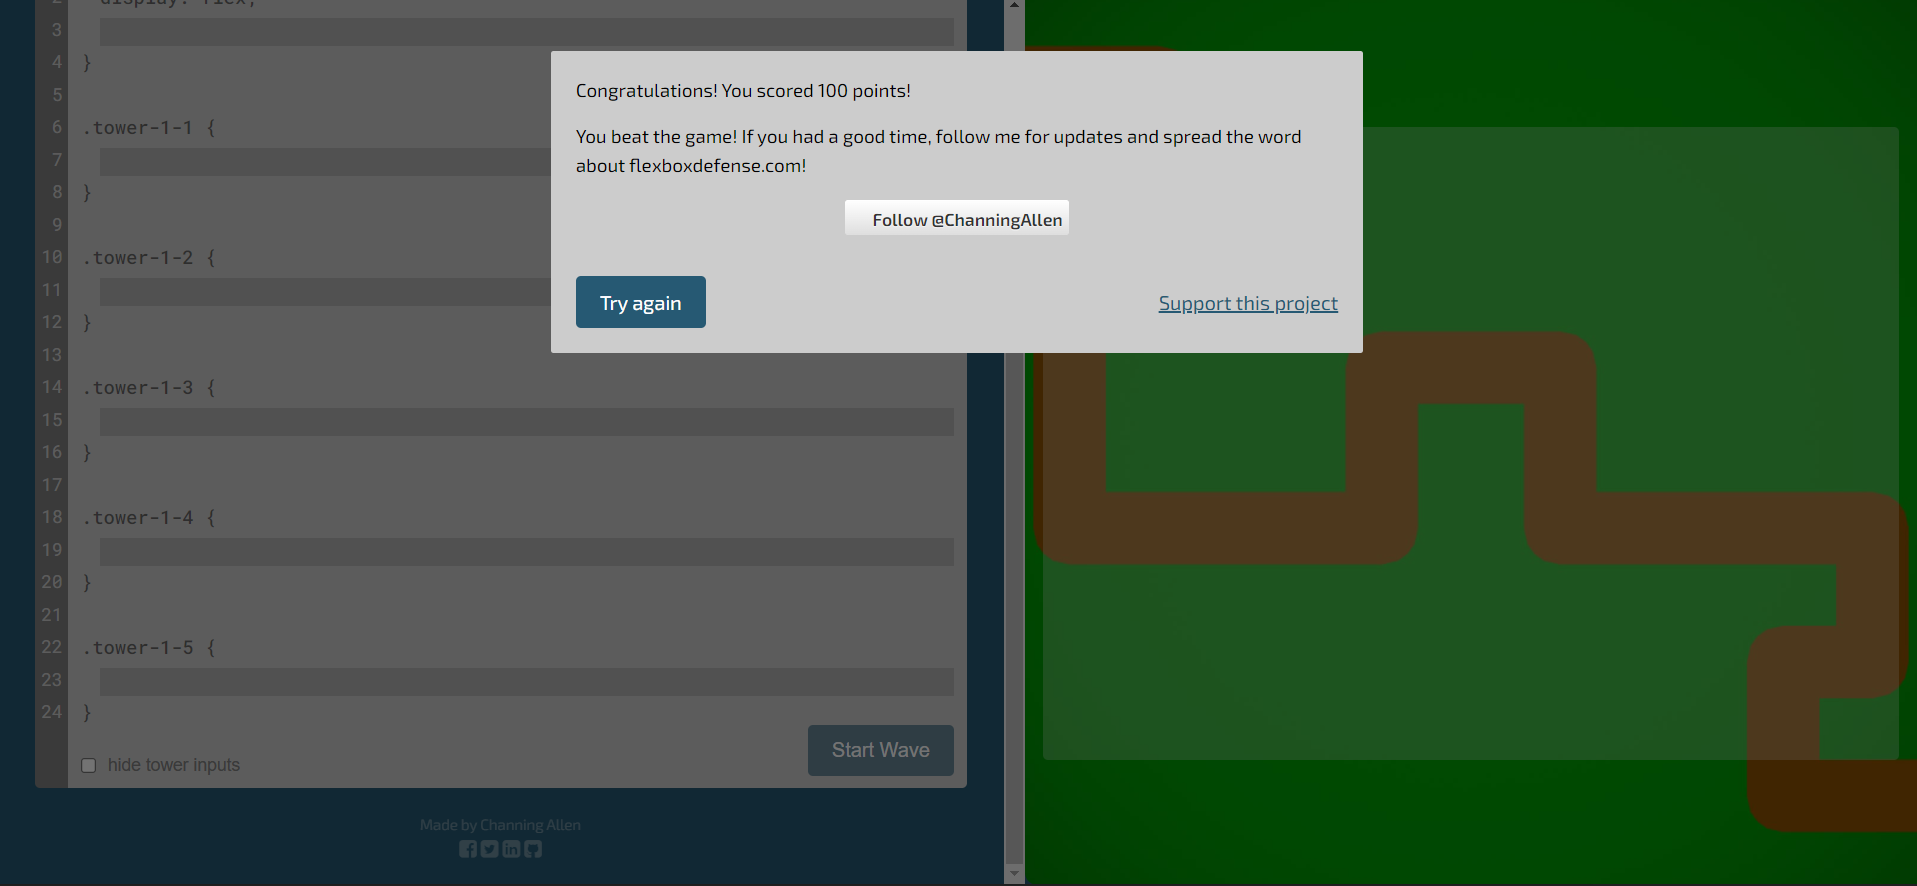 2 display: flex;
3
4 }
5
6 .tower-1-1 {
7
8 }
9
10 .tower-1-2 {
11
12 }
13
14 .tower-1-3 {
15
16 }
17
18 .tower-1-4 {
19
20 }
21
22 .tower-1-5 {
23
24 }
hide tower inputs
Start Wave
Made by Channing Allen
Congratulations! You scored 100 points!
You beat the game! If you had a good time, follow me for updates and spread the word
about flexboxdefense.com!
Follow @ChanningAllen
Try again
Support this project